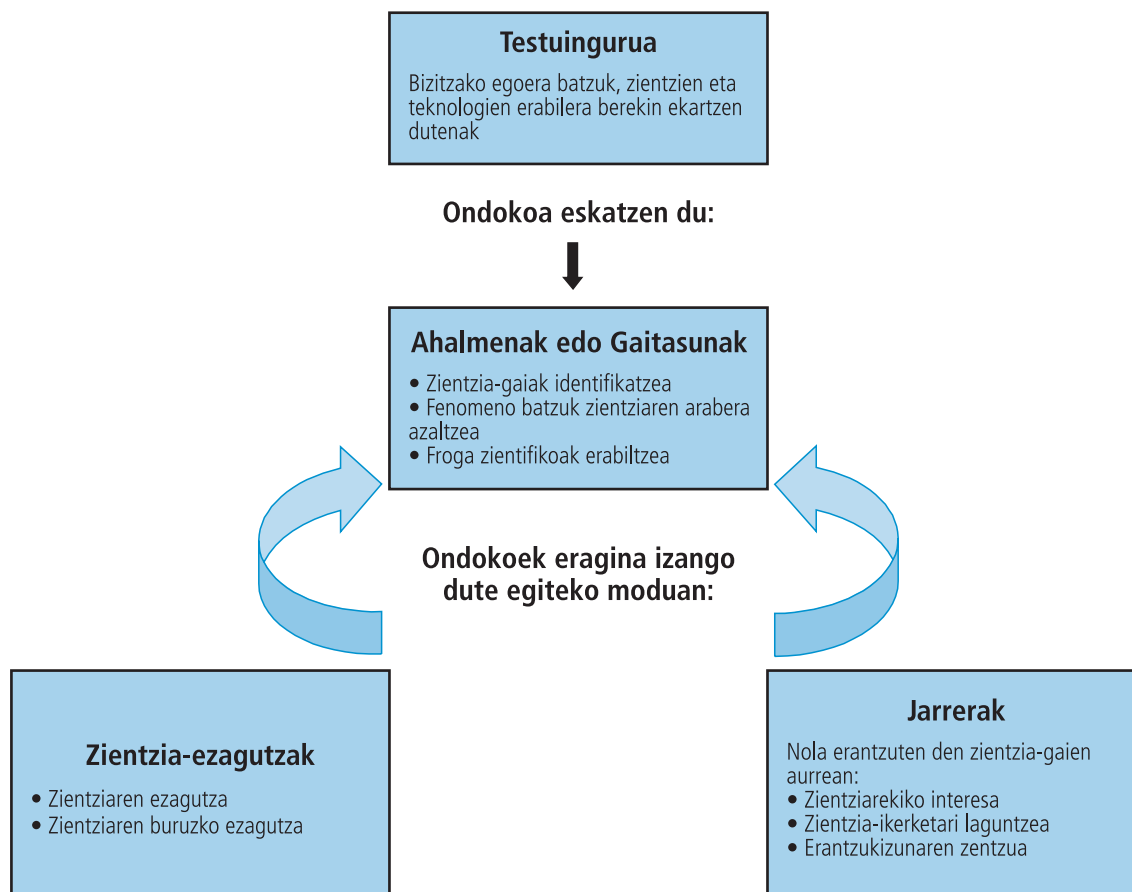 Testuingurua
Bizitzako egoera batzuk, zientzien eta
teknologien erabilera berekin ekartzen
dutenak
Ondokoa eskatzen du:
Ahalmenak edo Gaitasunak
• Zientzia-gaiak identifikatzea
• Fenomeno batzuk zientziaren arabera
azaltzea
• Froga zientifikoak erabiltzea
Ondokoek eragina izango
dute egiteko moduan:
Zientzia-ezagutzak
• Zientziaren ezagutza
• Zientziaren buruzko ezagutza
Jarrerak
Nola erantzuten den zientzia-gaien
aurrean:
• Zientziarekiko interesa
• Zientzia-ikerketari laguntzea
• Erantzukizunaren zentzua